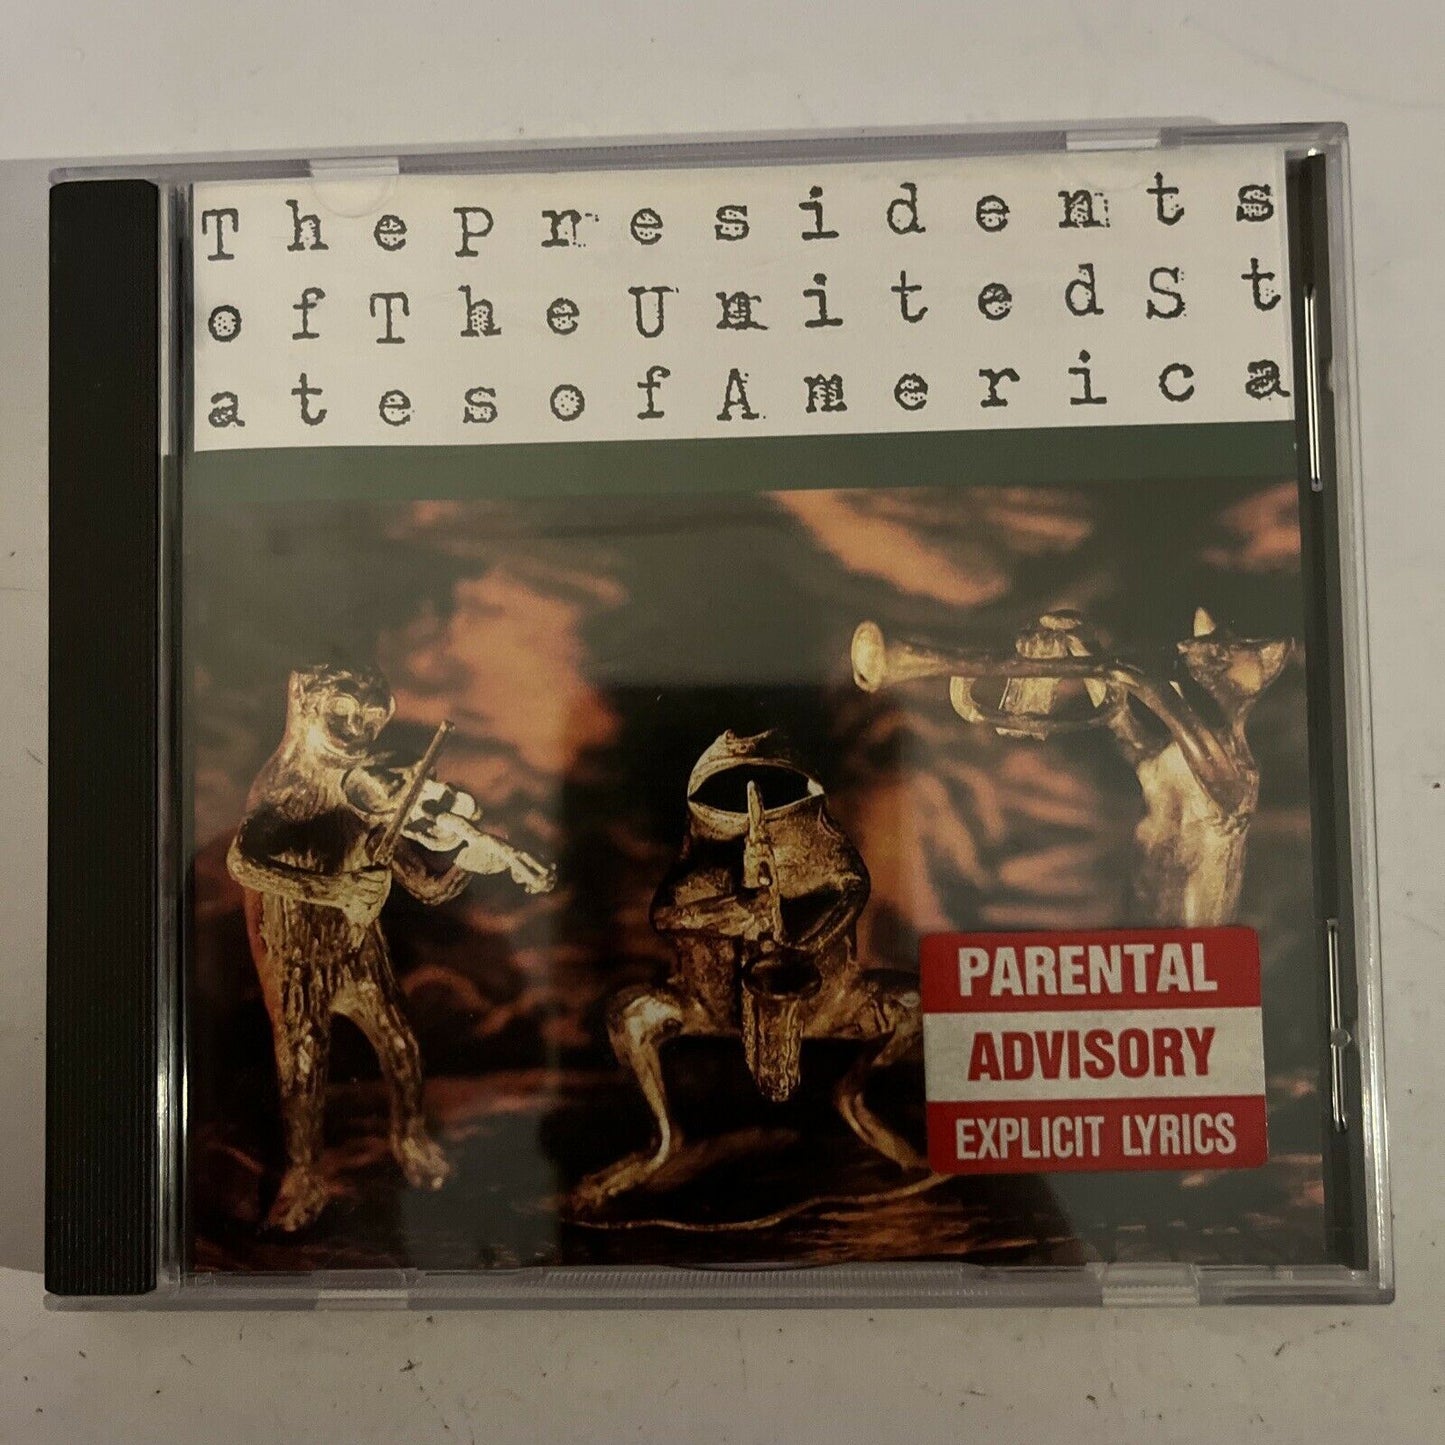 ThePresidents
ofTheUnitedSt
atesofAmerica
PARENTAL
ADVISORY
EXPLICIT LYRICS